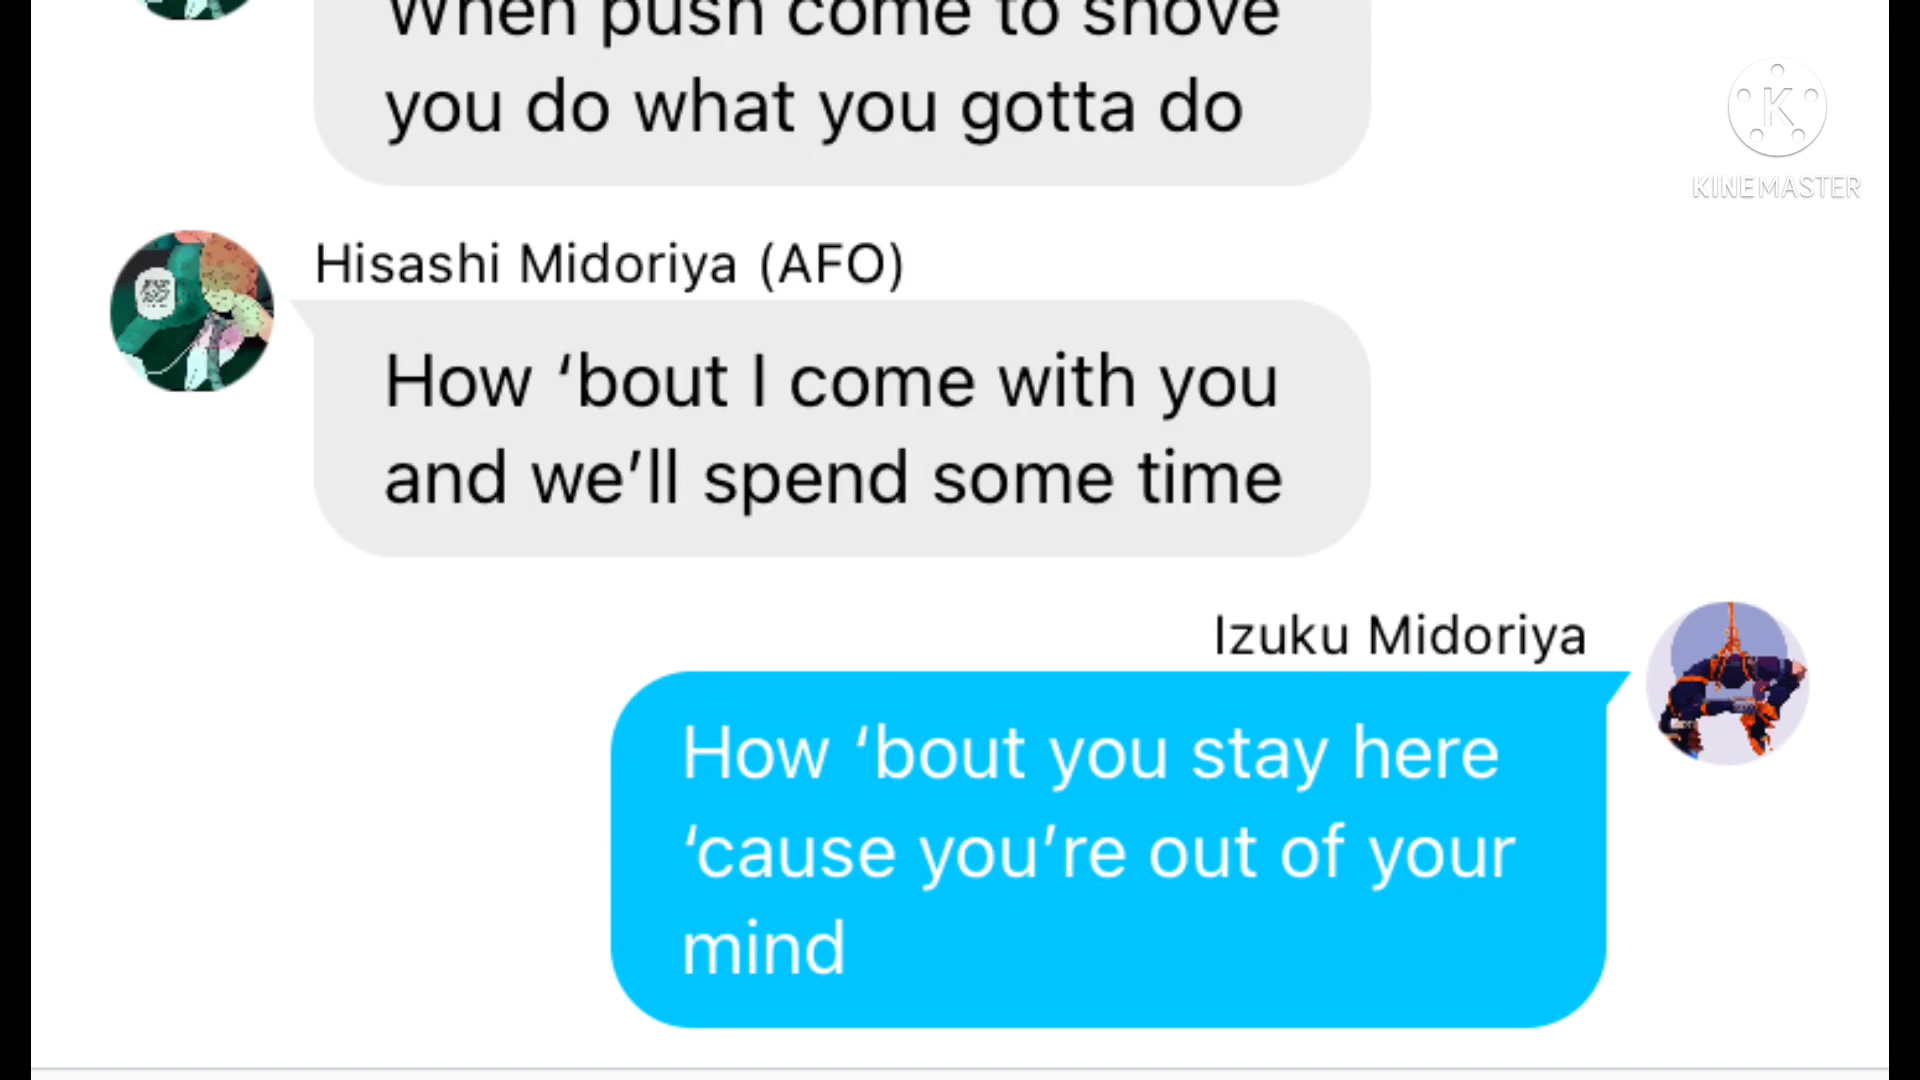 When push come to shove
you do what you gotta do
KINEMASTER
Hisashi Midoriya (AFO)
How ‘bout I come with you
and we’ll spend some time
Izuku Midoriya
How ‘bout you stay here
‘cause you’re out of your
mind